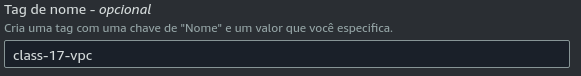 Tag de nome - opcional
Cria uma tag com uma chave de "Nome" e um valor que você especifica.
class-17-vpc